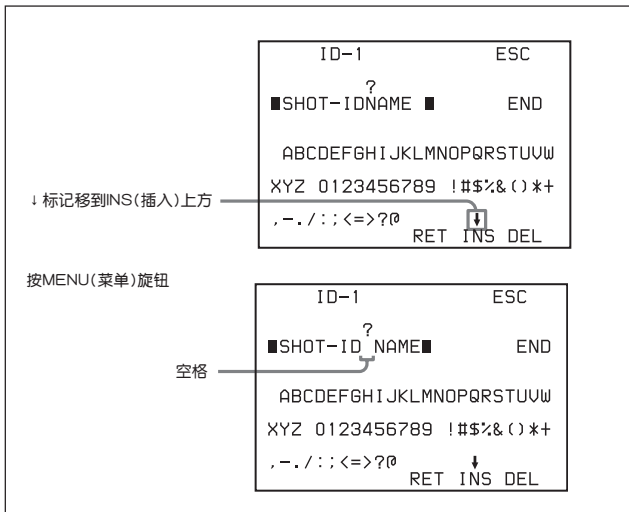 ID-1 ESC
?
■SHOT-IDNAME ■ END
ABCDEFGHIJKLMNOPQRSTUVW
XYZ 0123456789 !#$%&()*+
↓标记移到INS(插入)上方
,-./:;<=>?@ ↓
RET INS DEL
按MENU(菜单)旋钮
ID-1 ESC
?
■SHOT-ID NAME■ END
空格
ABCDEFGHIJKLMNOPQRSTUVW
XYZ 0123456789 !#$%&()*+
,-./:;<=>?@ ↓
RET INS DEL